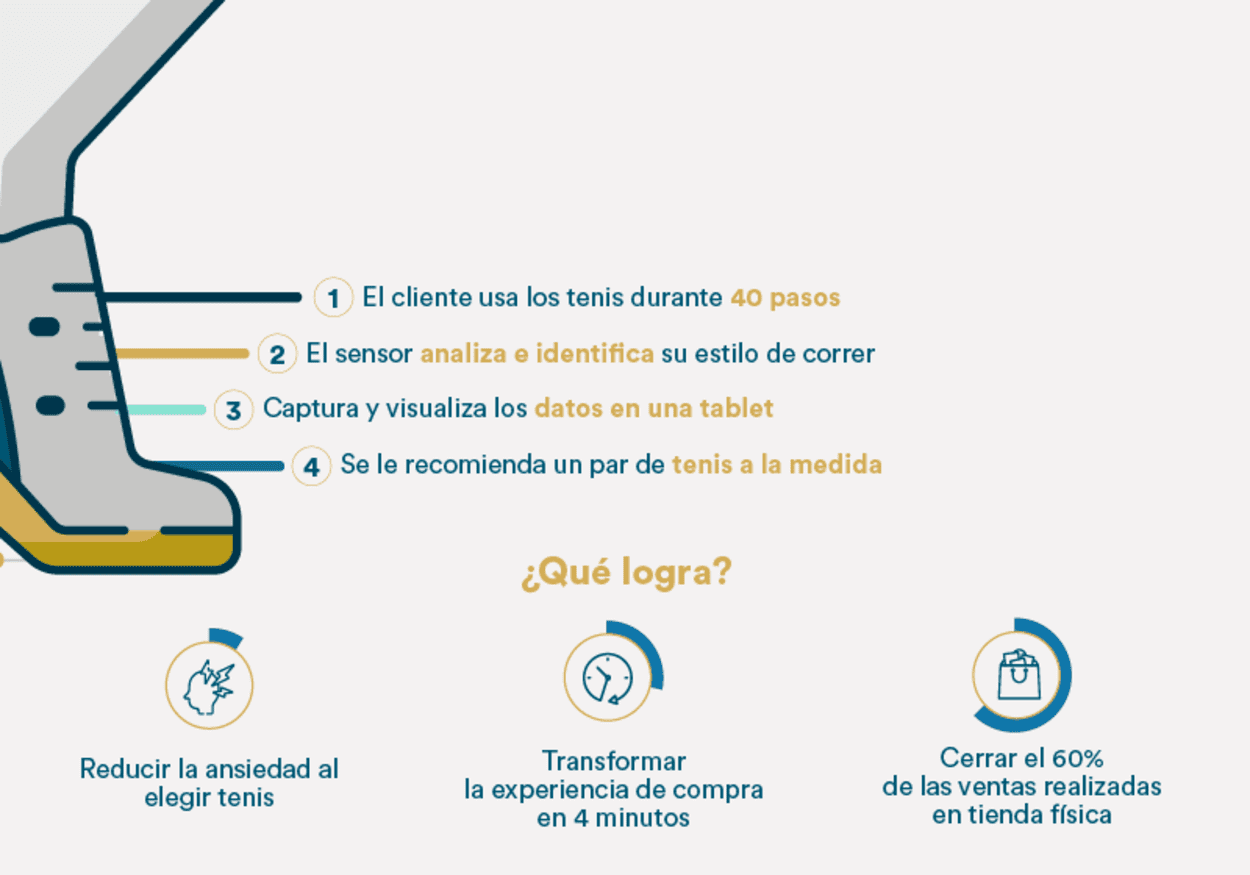 1 El cliente usa los tenis durante 40 pasos
2 El sensor analiza e identifica su estilo de correr
3 Captura y visualiza los datos en una tablet
4 Se le recomienda un par de tenis a la medida
¿Qué logra?
Reducir la ansiedad al
elegir tenis
Transformar
la experiencia de compra
en 4 minutos
Cerrar el 60%
de las ventas realizadas
en tienda física